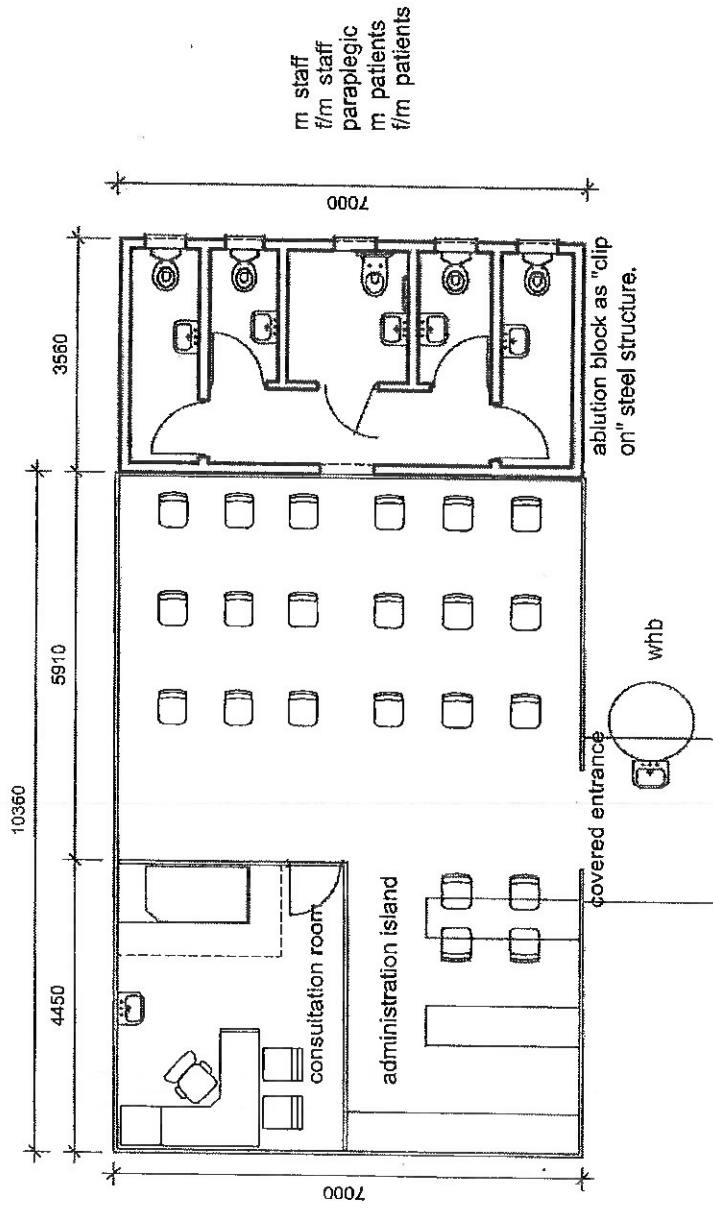 10360
4450
5910
3560
7000
7000
m staff
f/m staff
paraplegic
m patients
f/m patients
consultation room
administration island
covered entrance
whb
ablution block as "clip
on" steel structure.